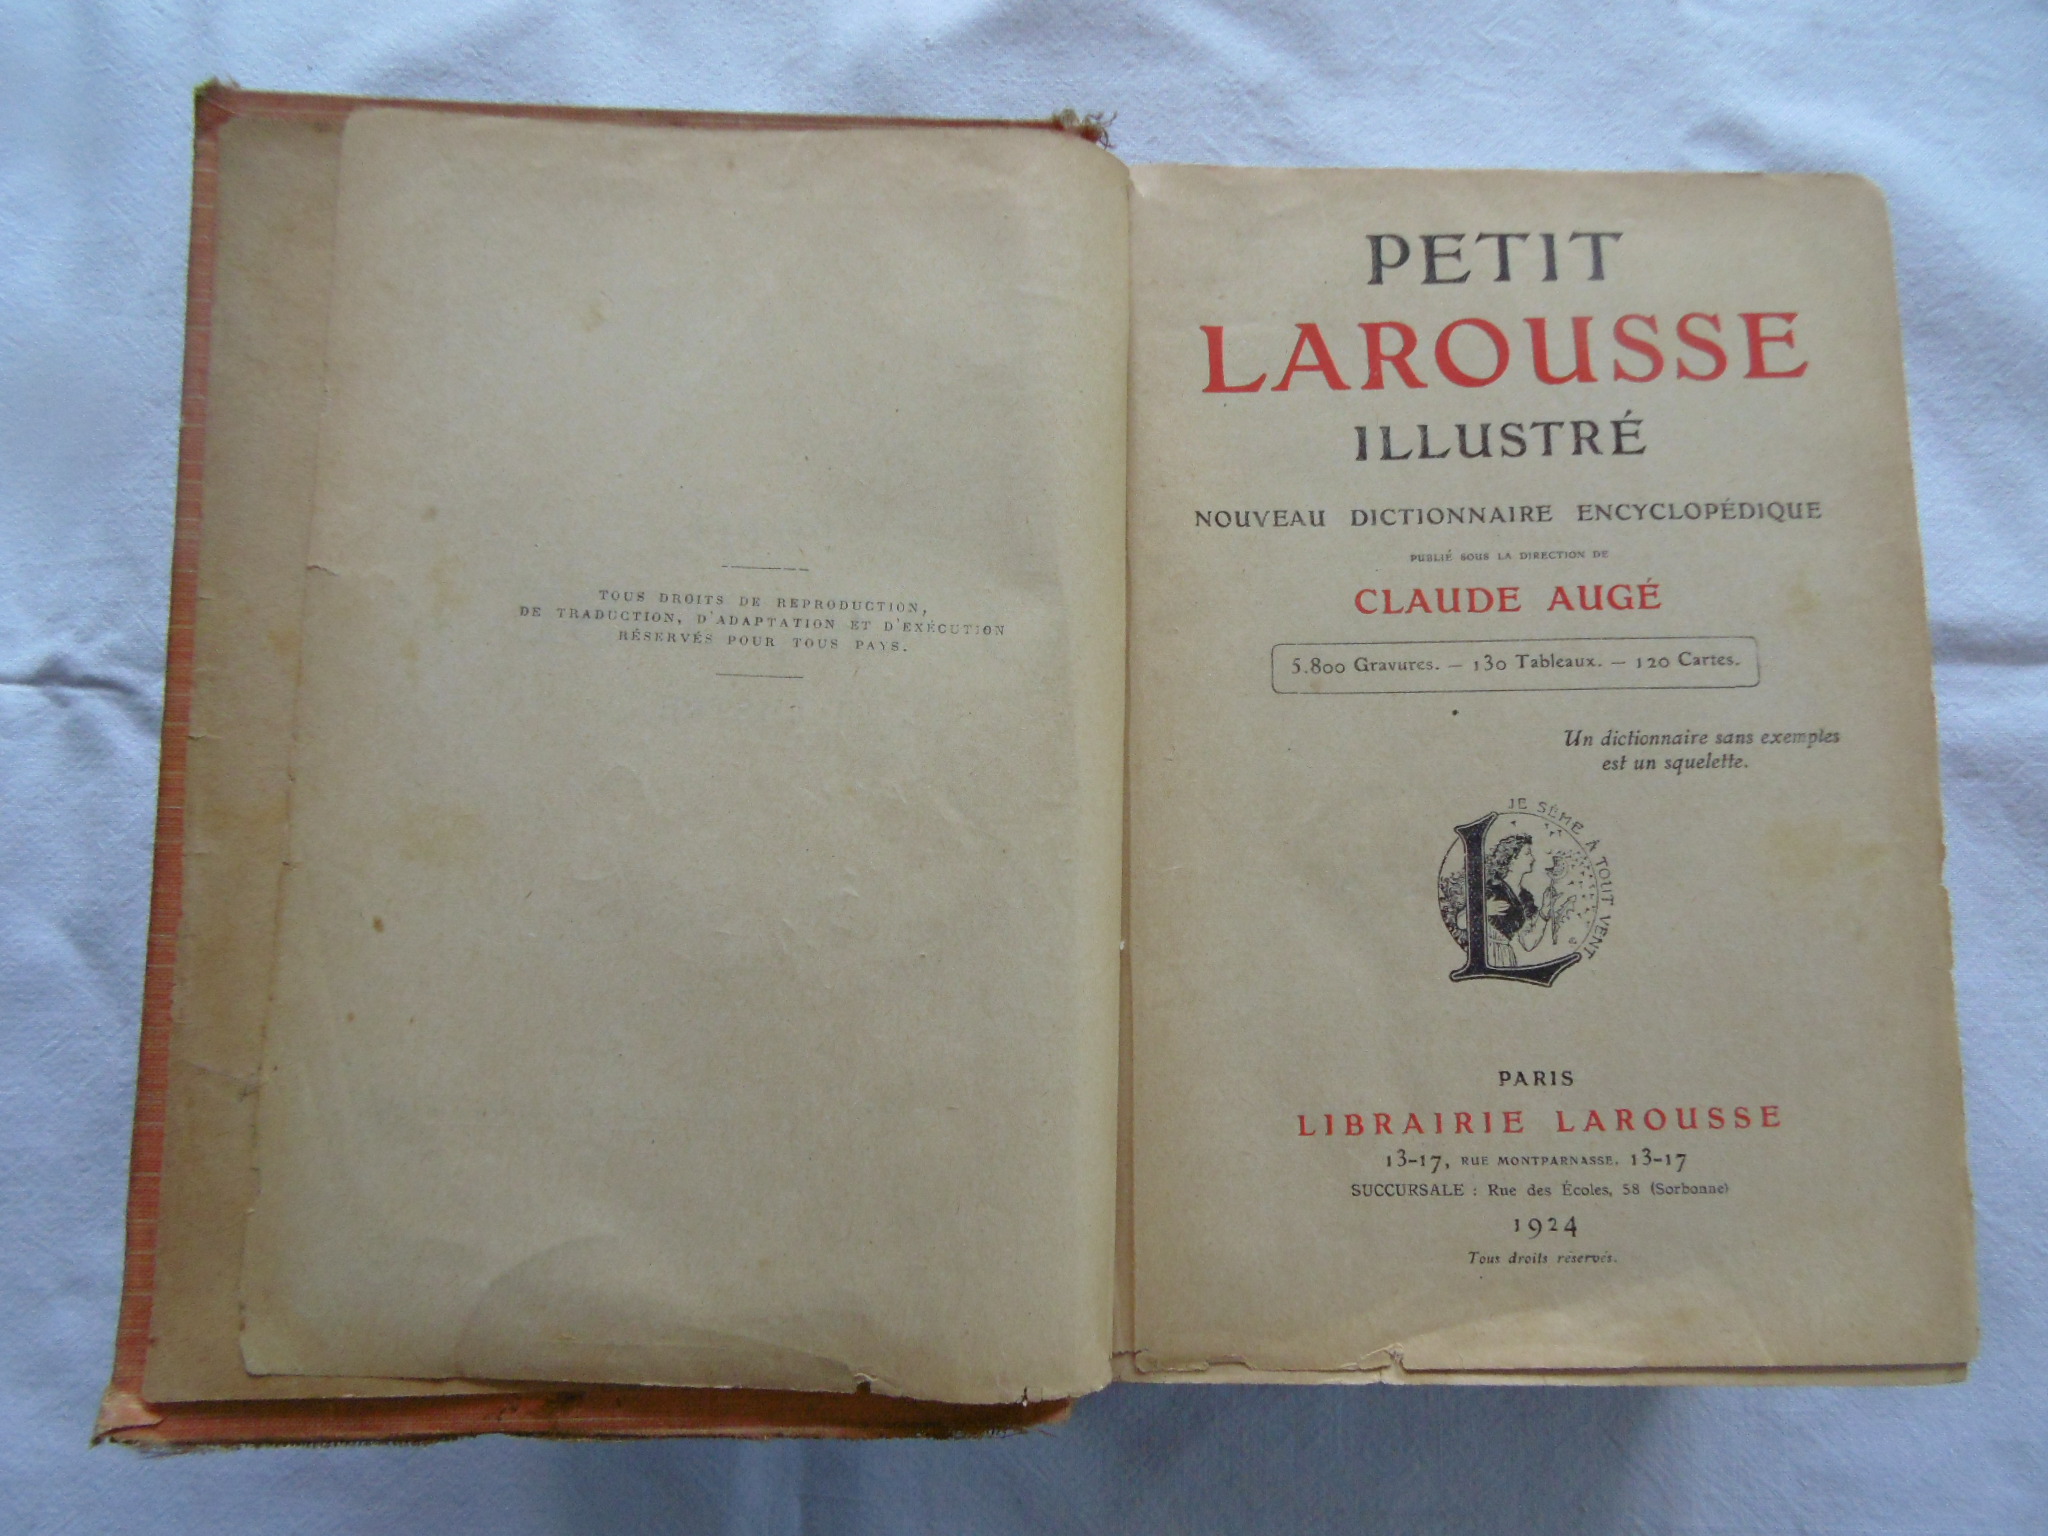 TOUS DROITS DE REPRODUCTION,
DE TRADUCTION, D'ADAPTATION ET D'EXÉCUTION
RÉSERVÉS POUR TOUS PAYS.
PETIT
LAROUSSE
ILLUSTRÉ
NOUVEAU DICTIONNAIRE ENCYCLOPÉDIQUE
PUBLIÉ SOUS LA DIRECTION DE
CLAUDE AUGÉ
5.800 Gravures. — 130 Tableaux. — 120 Cartes.
Un dictionnaire sans exemples
est un squelette.
JE SÈME À TOUT VENT
L
PARIS
LIBRAIRIE LAROUSSE
13-17, RUE MONTPARNASSE, 13-17
SUCCURSALE : Rue des Écoles, 58 (Sorbonne)
1924
Tous droits réservés.